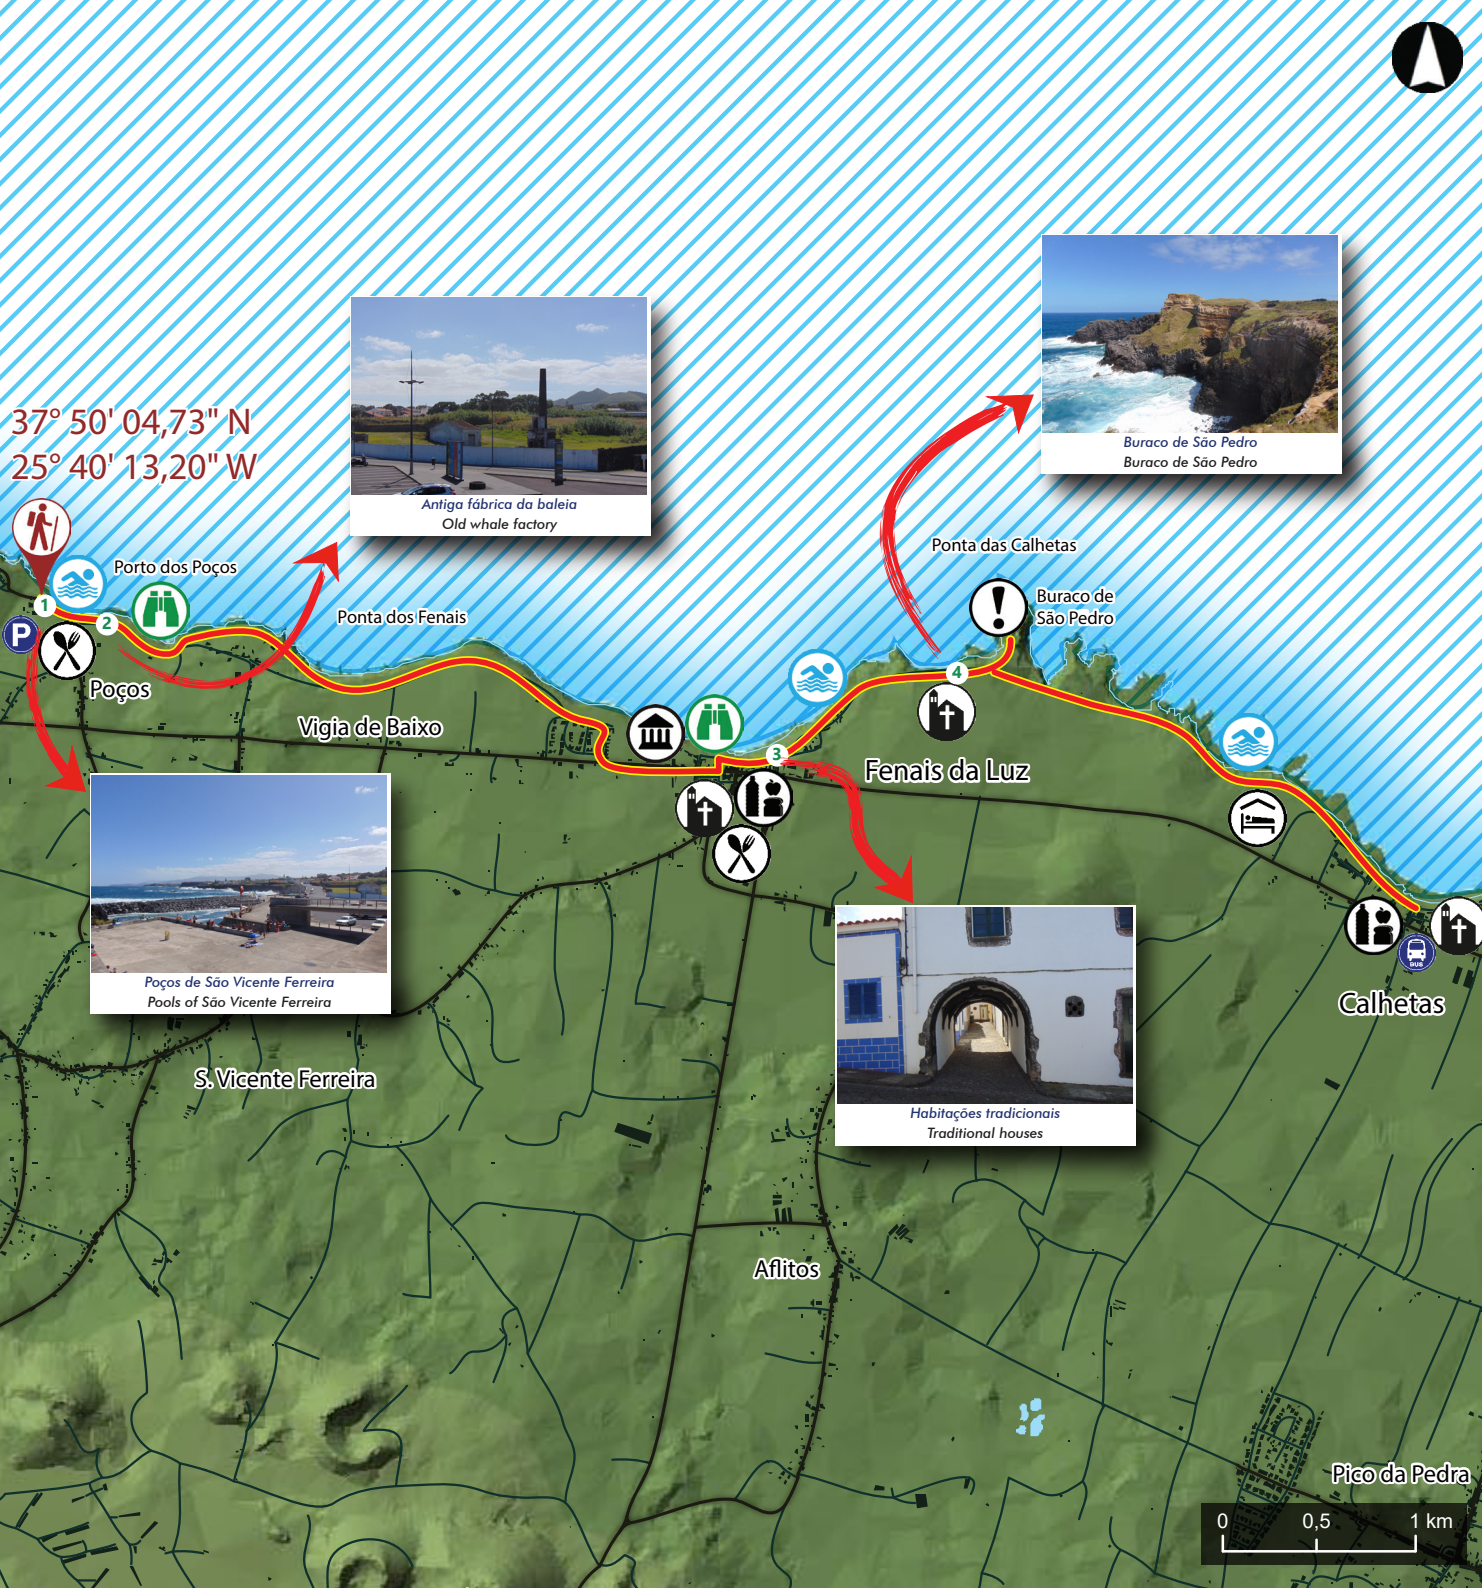 37° 50' 04,73" N
25° 40' 13,20" W
Antiga fábrica da baleia
Old whale factory
Buraco de São Pedro
Buraco de São Pedro
Porto dos Poços
Ponta dos Fenais
Ponta das Calhetas
Buraco de
São Pedro
1
2
P
Poços
Vigia de Baixo
3
4
Fenais da Luz
Poços de São Vicente Ferreira
Pools of São Vicente Ferreira
BUS
Calhetas
S. Vicente Ferreira
Habitações tradicionais
Traditional houses
Aflitos
Pico da Pedra
0 0,5 1 km